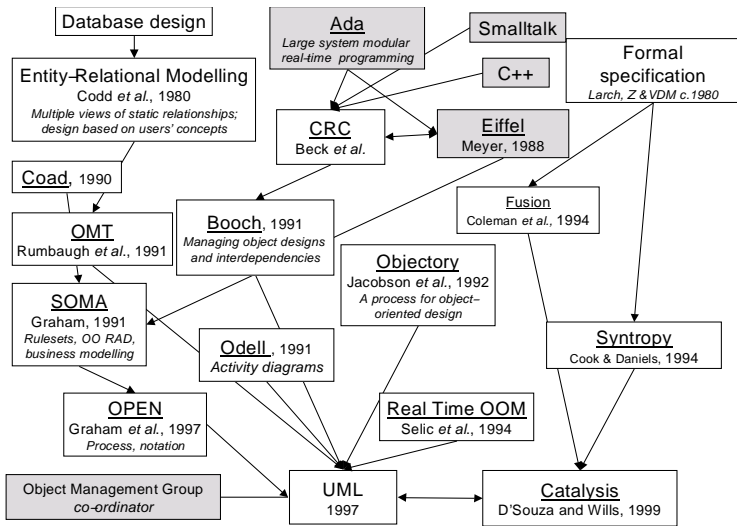 Database design
Entity–Relational Modelling
Codd et al., 1980
Multiple views of static relationships;
design based on users' concepts
Ada
Large system modular
real-time programming
Smalltalk
C++
Formal
specification
Larch, Z &VDM c.1980
CRC
Beck et al.
Eiffel
Meyer, 1988
Coad, 1990
OMT
Rumbaugh et al., 1991
Booch, 1991
Managing object designs
and interdependencies
Fusion
Coleman et al., 1994
Objectory
Jacobson et al., 1992
A process for object–
oriented design
SOMA
Graham, 1991
Rulesets, OO RAD,
business modelling
Odell , 1991
Activity diagrams
Syntropy
Cook & Daniels, 1994
OPEN
Graham et al., 1997
Process, notation
Real Time OOM
Selic et al., 1994
Object Management Group
co-ordinator
UML
1997
Catalysis
D'Souza and Wills, 1999